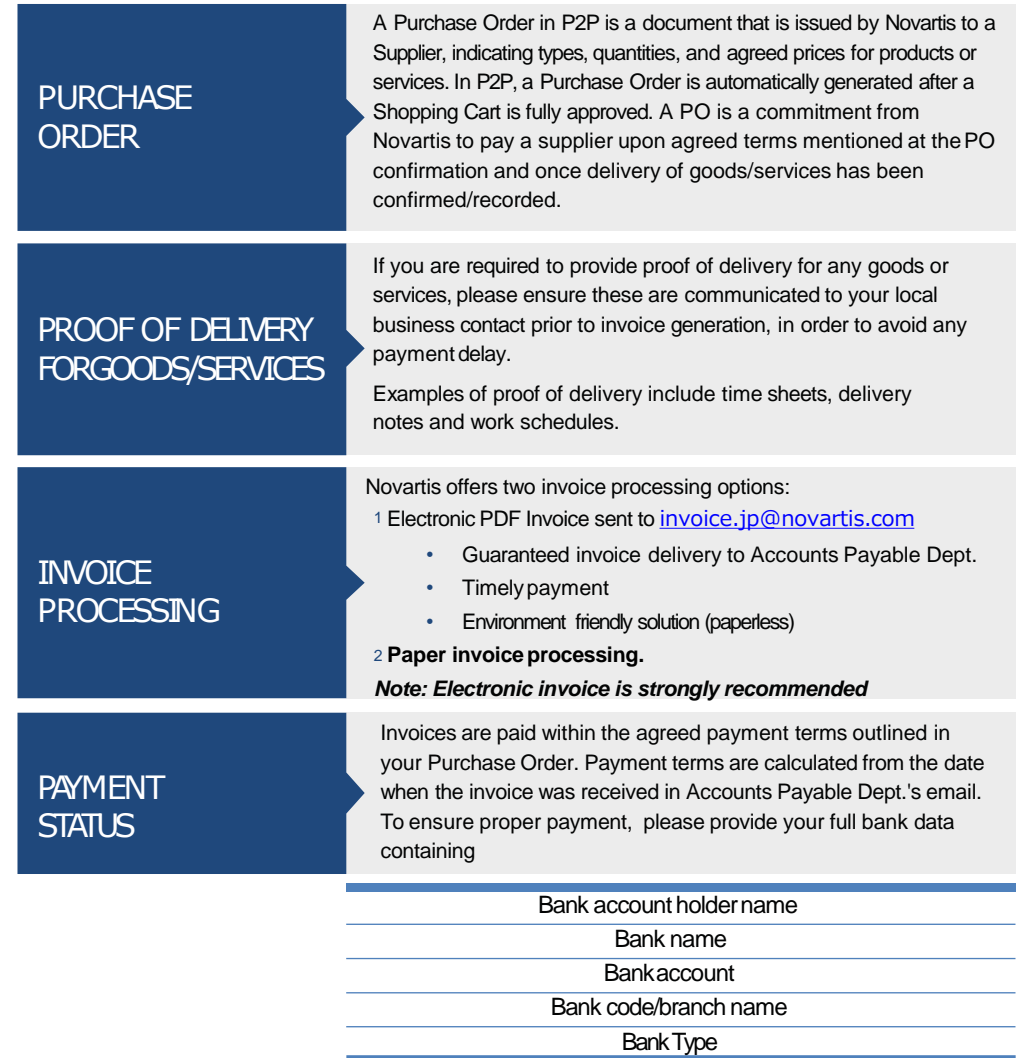 PURCHASE
ORDER
A Purchase Order in P2P is a document that is issued by Novartis to a
Supplier, indicating types, quantities, and agreed prices for products or
services. In P2P, a Purchase Order is automatically generated after a
Shopping Cart is fully approved. A PO is a commitment from
Novartis to pay a supplier upon agreed terms mentioned at the PO
confirmation and once delivery of goods/services has been
confirmed/recorded.
PROOF OF DELIVERY
FORGOODS/SERVICES
If you are required to provide proof of delivery for any goods or
services, please ensure these are communicated to your local
business contact prior to invoice generation, in order to avoid any
payment delay.
Examples of proof of delivery include time sheets, delivery
notes and work schedules.
INVOICE
PROCESSING
Novartis offers two invoice processing options:
1 Electronic PDF Invoice sent to invoice.jp@novartis.com
• Guaranteed invoice delivery to Accounts Payable Dept.
• Timely payment
• Environment friendly solution (paperless)
2 Paper invoice processing.
Note: Electronic invoice is strongly recommended
PAYMENT
STATUS
Invoices are paid within the agreed payment terms outlined in
your Purchase Order. Payment terms are calculated from the date
when the invoice was received in Accounts Payable Dept.'s email.
To ensure proper payment, please provide your full bank data
containing
Bank account holder name
Bank name
Bank account
Bank code/branch name
Bank Type